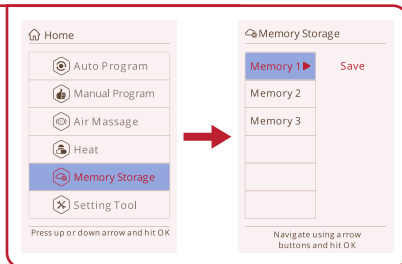 Home
Auto Program
Manual Program
Air Massage
Heat
Memory Storage
Setting Tool
Press up or down arrow and hit OK
Memory Storage
Memory 1 Save
Memory 2
Memory 3
Navigate using arrow
buttons and hit OK